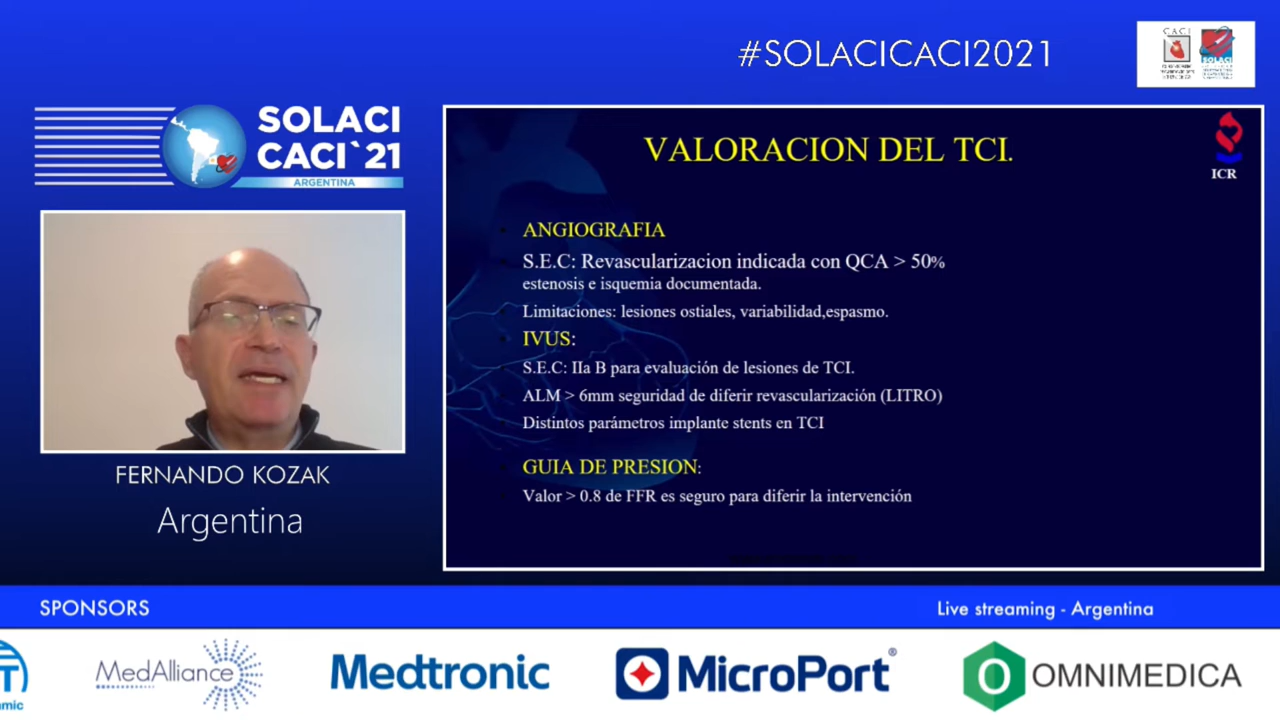 #SOLACICACI2021
CACI
SOLACI
SOLACI
CACI`21
ARGENTINA
VALORACION DEL TCI.
ICR
ANGIOGRAFIA
S.E.C: Revascularizacion indicada con QCA > 50%
estenosis e isquemia documentada.
Limitaciones: lesiones ostiales, variabilidad,espasmo.
IVUS:
S.E.C: IIa B para evaluación de lesiones de TCI.
ALM > 6mm seguridad de diferir revascularización (LITRO)
Distintos parámetros implante stents en TCI
GUIA DE PRESION:
Valor > 0.8 de FFR es seguro para diferir la intervención
FERNANDO KOZAK
Argentina
SPONSORS
Live streaming - Argentina
MedAlliance
Medtronic
MicroPort®
OMNIMEDICA